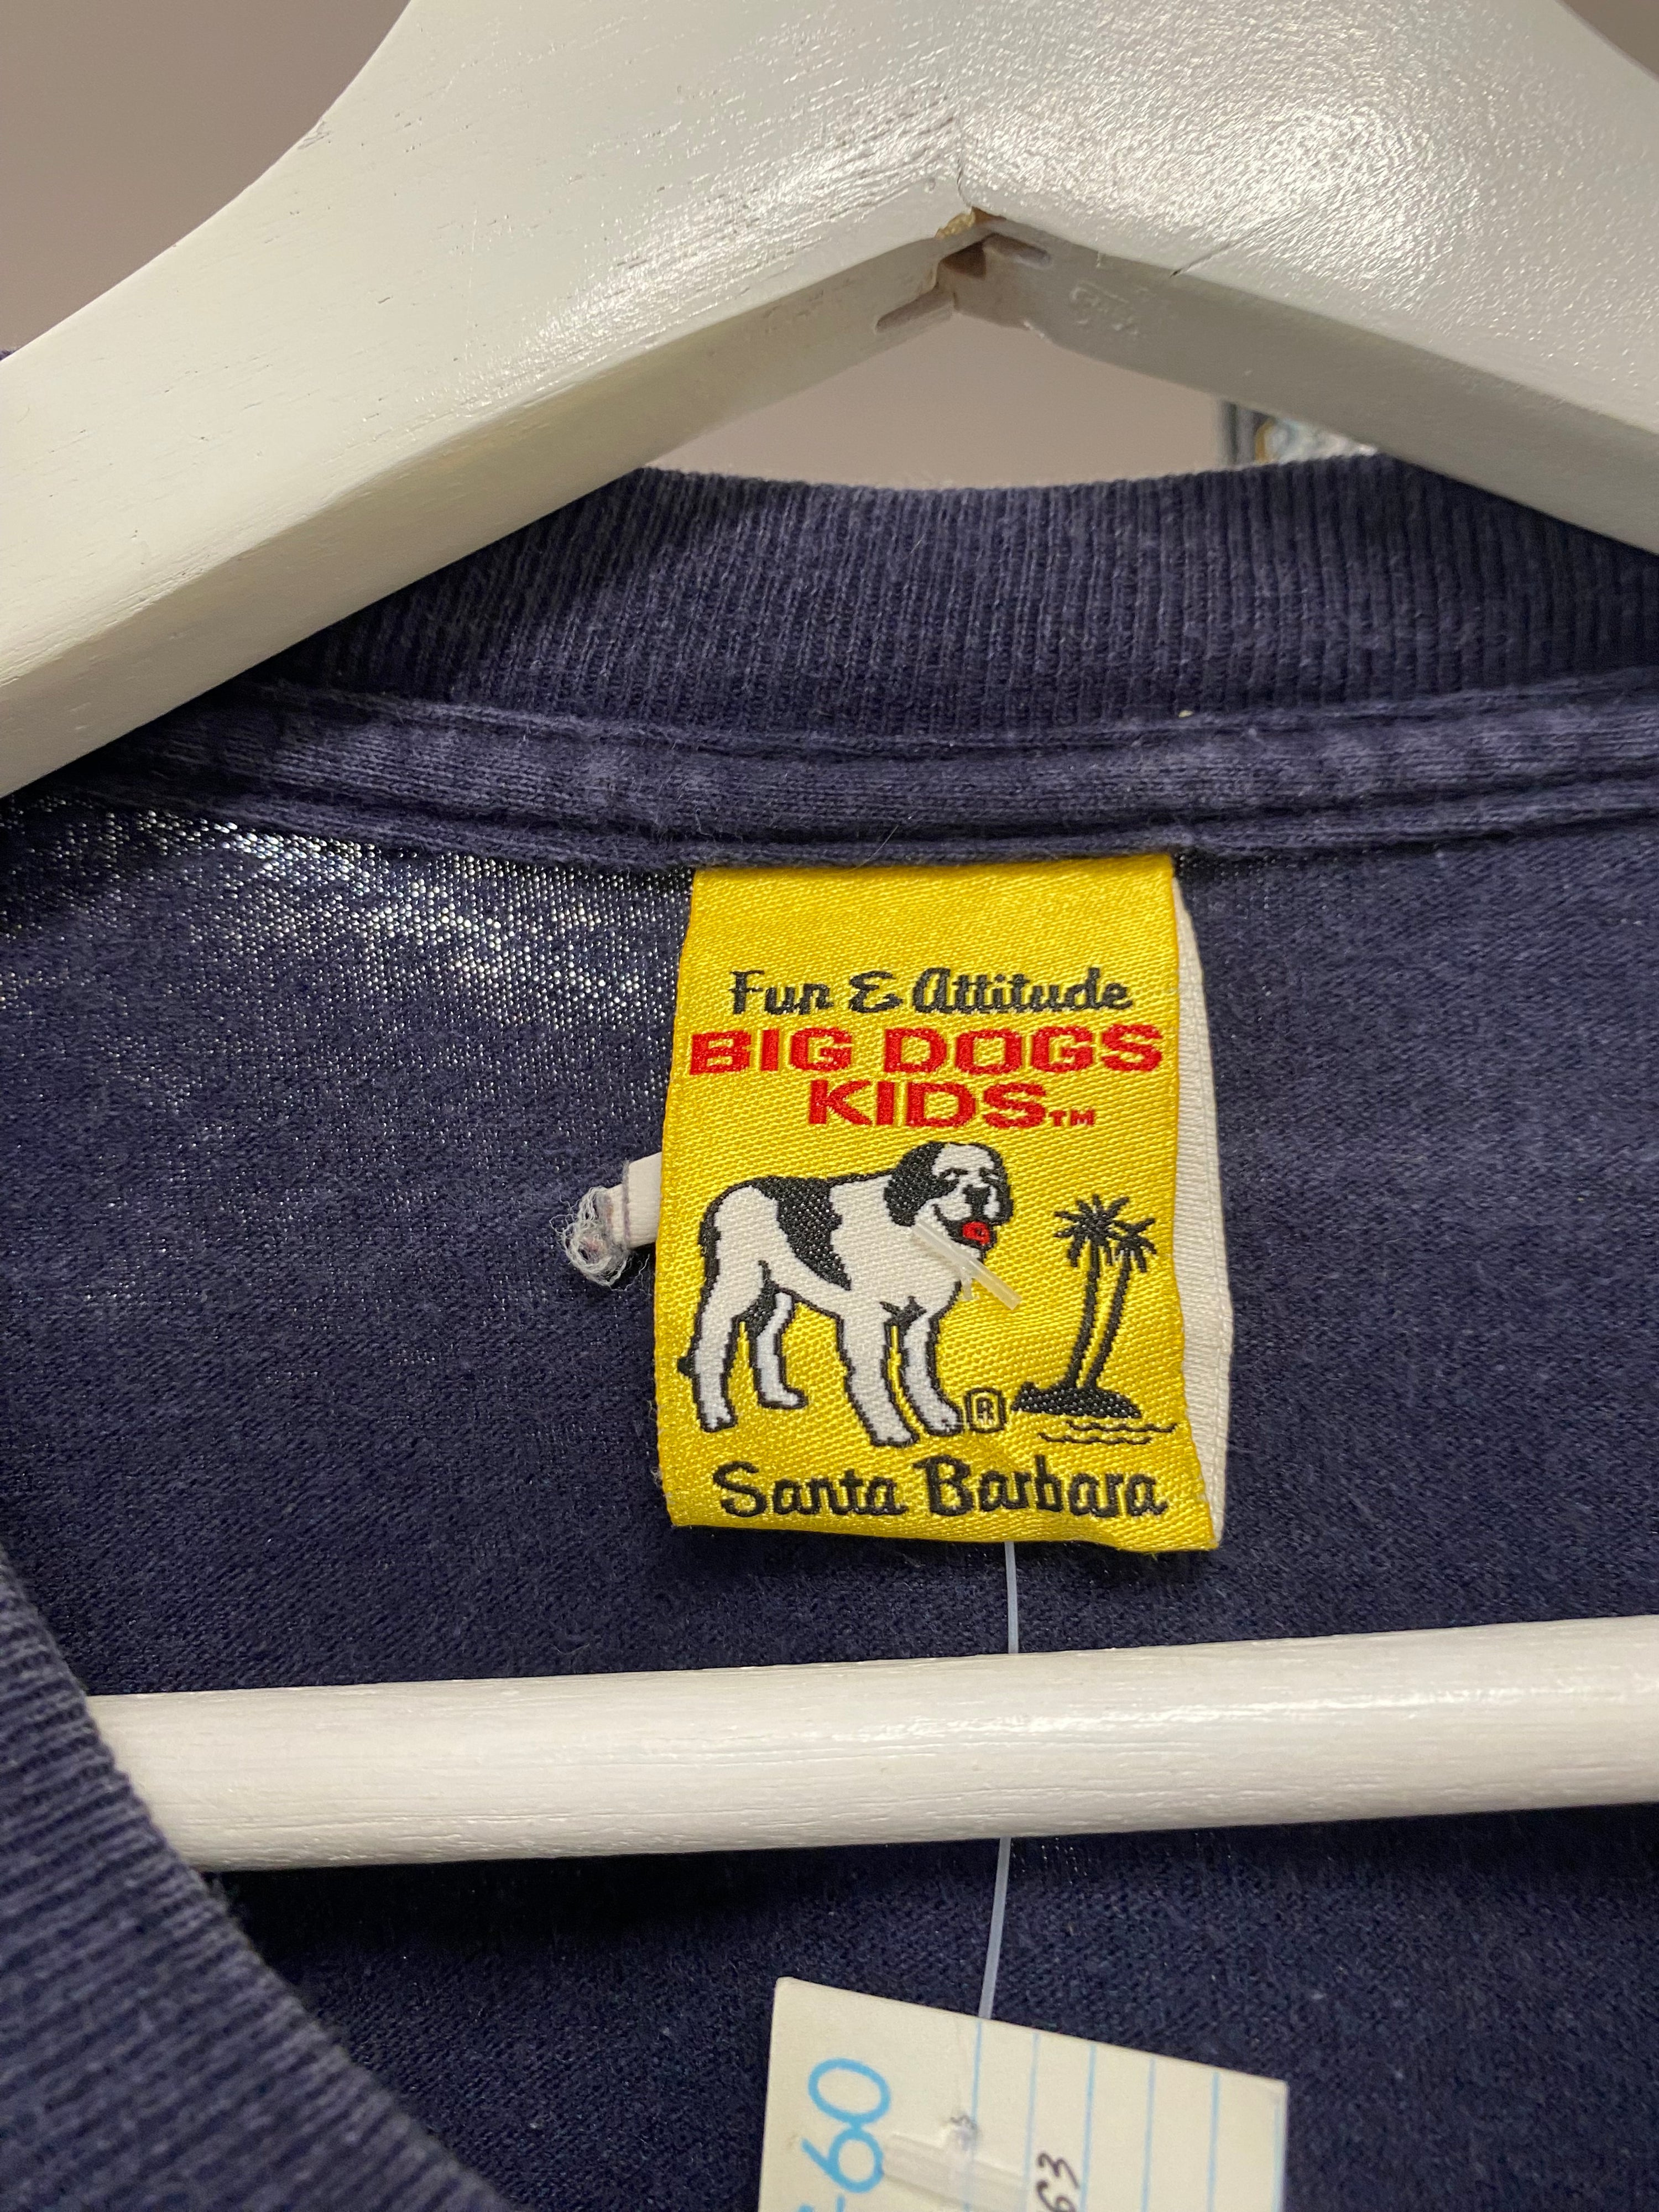 Fun & Attitude
BIG DOGS
KIDS™
®
Santa Barbara
-60
63